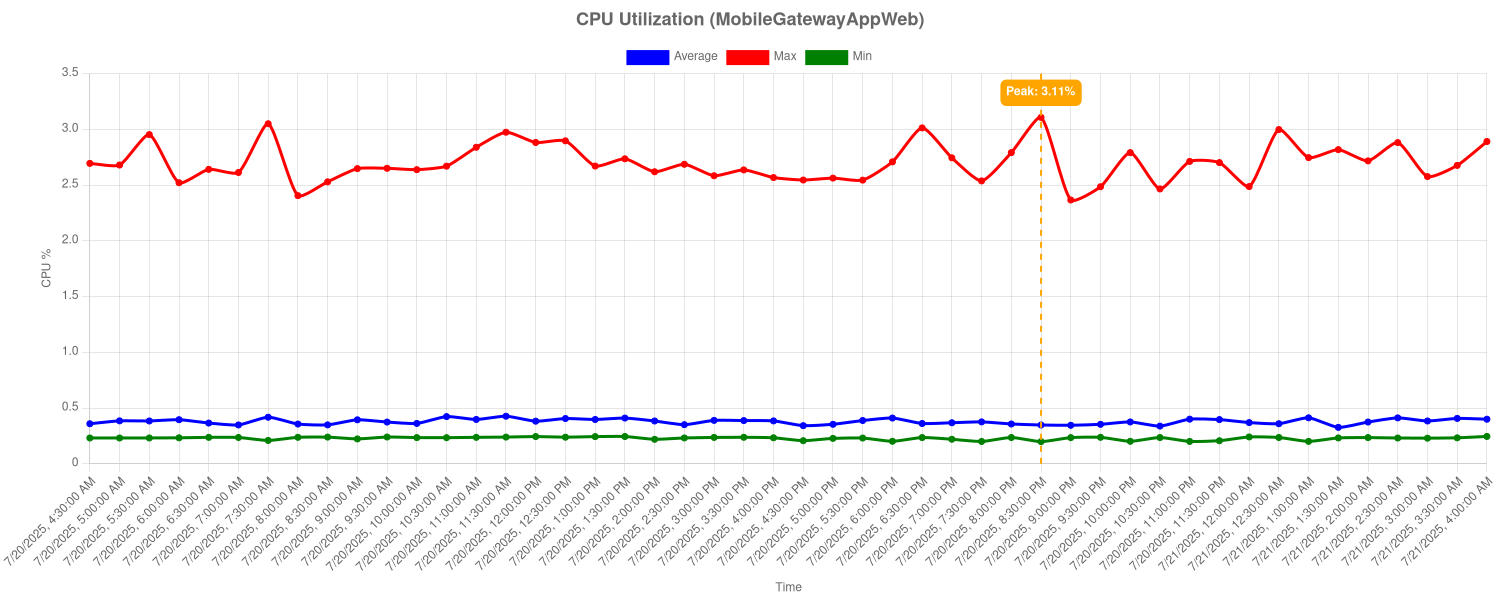 CPU Utilization (MobileGatewayAppWeb)
Average Max Min
Peak: 3.11%
3.5
3.0
2.5
2.0
1.5
1.0
0.5
0
CPU %
7/20/2025, 4:30:00 AM
7/20/2025, 5:00:00 AM
7/20/2025, 5:30:00 AM
7/20/2025, 6:00:00 AM
7/20/2025, 6:30:00 AM
7/20/2025, 7:00:00 AM
7/20/2025, 7:30:00 AM
7/20/2025, 8:00:00 AM
7/20/2025, 8:30:00 AM
7/20/2025, 9:00:00 AM
7/20/2025, 9:30:00 AM
7/20/2025, 10:00:00 AM
7/20/2025, 10:30:00 AM
7/20/2025, 11:00:00 AM
7/20/2025, 11:30:00 AM
7/20/2025, 12:00:00 PM
7/20/2025, 12:30:00 PM
7/20/2025, 1:00:00 PM
7/20/2025, 1:30:00 PM
7/20/2025, 2:00:00 PM
7/20/2025, 2:30:00 PM
7/20/2025, 3:00:00 PM
7/20/2025, 3:30:00 PM
7/20/2025, 4:00:00 PM
7/20/2025, 4:30:00 PM
7/20/2025, 5:00:00 PM
7/20/2025, 5:30:00 PM
7/20/2025, 6:00:00 PM
7/20/2025, 6:30:00 PM
7/20/2025, 7:00:00 PM
7/20/2025, 7:30:00 PM
7/20/2025, 8:00:00 PM
7/20/2025, 8:30:00 PM
7/20/2025, 9:00:00 PM
7/20/2025, 9:30:00 PM
7/20/2025, 10:00:00 PM
7/20/2025, 10:30:00 PM
7/20/2025, 11:00:00 PM
7/20/2025, 11:30:00 PM
7/21/2025, 12:00:00 AM
7/21/2025, 12:30:00 AM
7/21/2025, 1:00:00 AM
7/21/2025, 1:30:00 AM
7/21/2025, 2:00:00 AM
7/21/2025, 2:30:00 AM
7/21/2025, 3:00:00 AM
7/21/2025, 3:30:00 AM
7/21/2025, 4:00:00 AM
Time